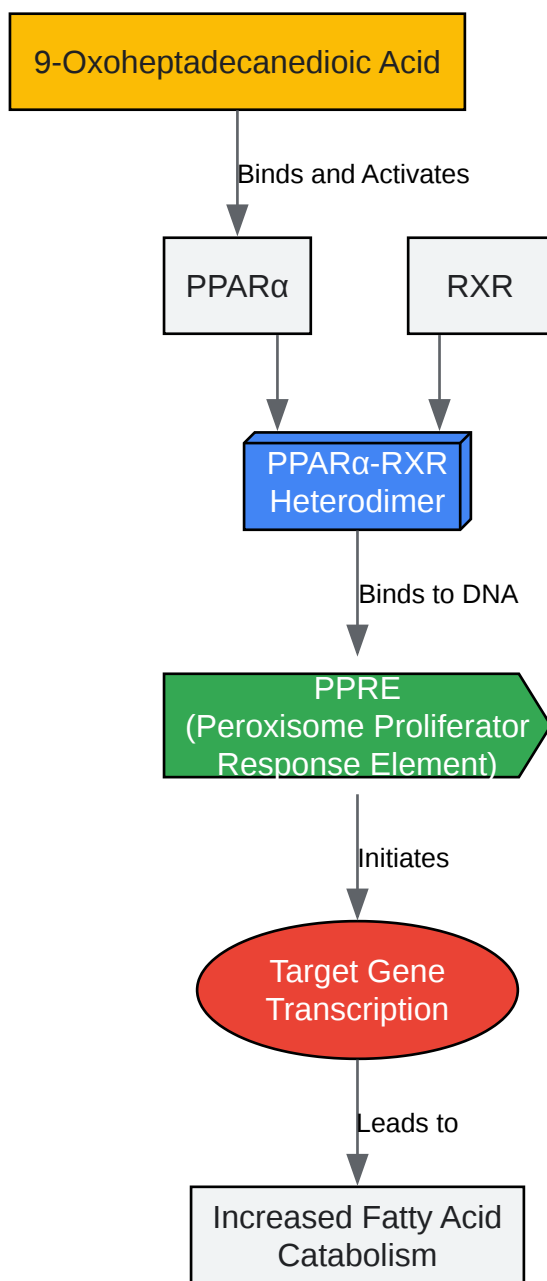 9-Oxoheptadecanedioic Acid
Binds and Activates
PPARα
RXR
PPARα-RXR
Heterodimer
Binds to DNA
PPRE
(Peroxisome Proliferator
Response Element)
Initiates
Target Gene
Transcription
Leads to
Increased Fatty Acid
Catabolism